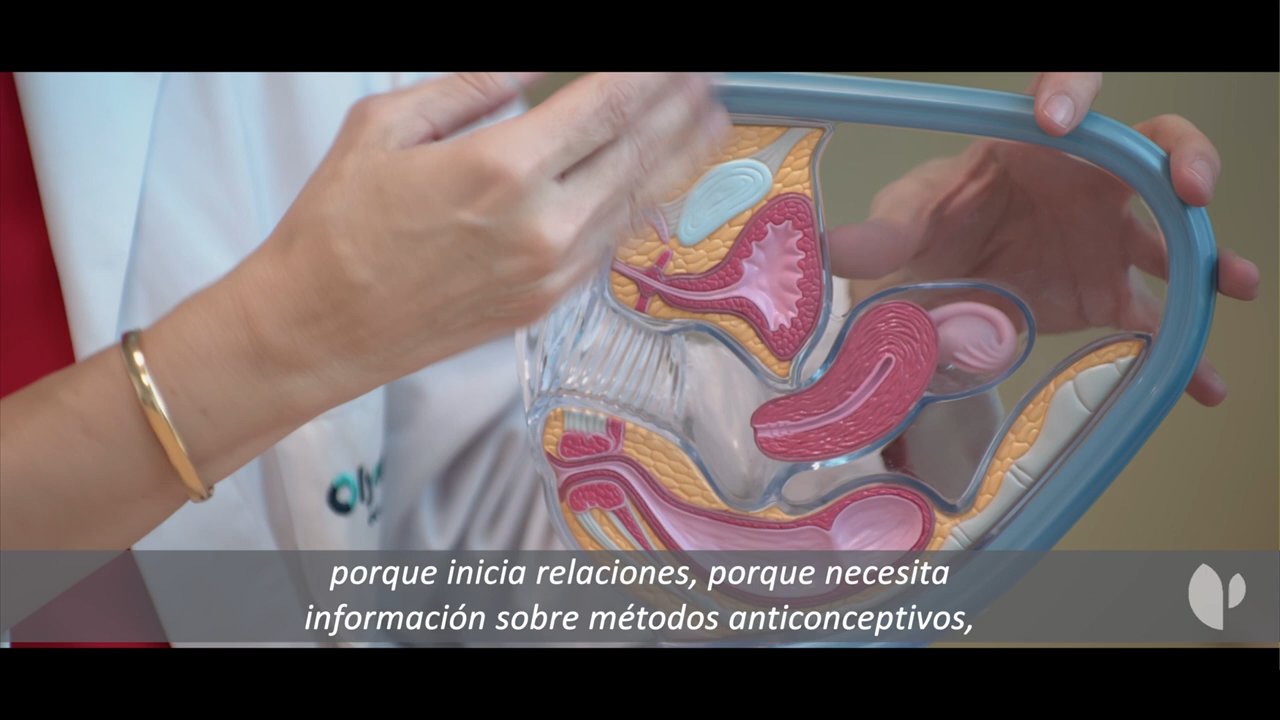 porque inicia relaciones, porque necesita
información sobre métodos anticonceptivos,